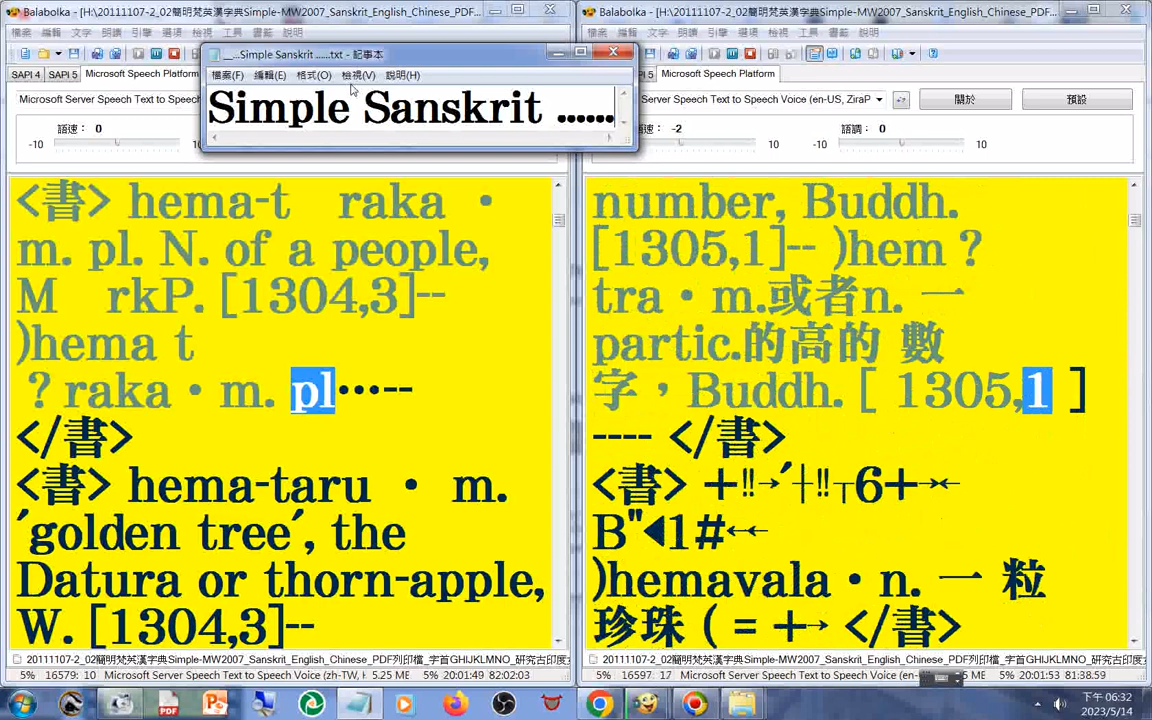 Balabolka - [H:\20111107-2_02簡明梵英漢字典Simple-MW2007_Sanskrit_English_Chinese_PDF...
Balabolka - [H:\20111107-2_02簡明梵英漢字典Simple-MW2007_Sanskrit_English_Chinese_PDF...
檔案 編輯 文字 朗讀 引擎 選項 檢視 工具 書籤 說明
檔案 編輯 文字 朗讀 引擎 選項 檢視 工具 書籤 說明
__...Simple Sanskrit ......txt - 記事本
檔案(F) 編輯(E) 格式(O) 檢視(V) 說明(H)
Simple Sanskrit ......
SAPI 4 SAPI 5 Microsoft Speech Platform
5 Microsoft Speech Platform
Microsoft Server Speech Text to Speech
Server Speech Text to Speech Voice (en-US, ZiraP
關於 預設
語速: 0
-10
語速: -2 語調: 0
10 -10 10
<書> hema-t raka •
m. pl. N. of a people,
M rkP. [1304,3]--
)hema t
？raka•m. pl…--
</書>
<書> hema-taru • m.
'golden tree', the
Datura or thorn-apple,
W. [1304,3]--
number, Buddh.
[1305,1]-- )hem？
tra•m.或者n. 一
partic.的高的 數
字，Buddh. [ 1305,1 ]
---- </書>
<書> +‼→′┼‼┬6+→←
B"◀1#←←
)hemavala•n. 一 粒
珍珠 ( = +→ </書>
20111107-2_02簡明梵英漢字典Simple-MW2007_Sanskrit_English_Chinese_PDF列印檔_字首GHIJKLMNO_研究古印度
20111107-2_02簡明梵英漢字典Simple-MW2007_Sanskrit_English_Chinese_PDF列印檔_字首GHIJKLMNO_研究古印度
5% 16579: 10 Microsoft Server Speech Text to Speech Voice (zh-TW, H 5.25 ME 5% 20:01:49 82:02:03
5% 16597: 17 Microsoft Server Speech Text to Speech Voice 5.25 ME 5% 20:01:53 81:38:59
下午 06:32
2023/5/14